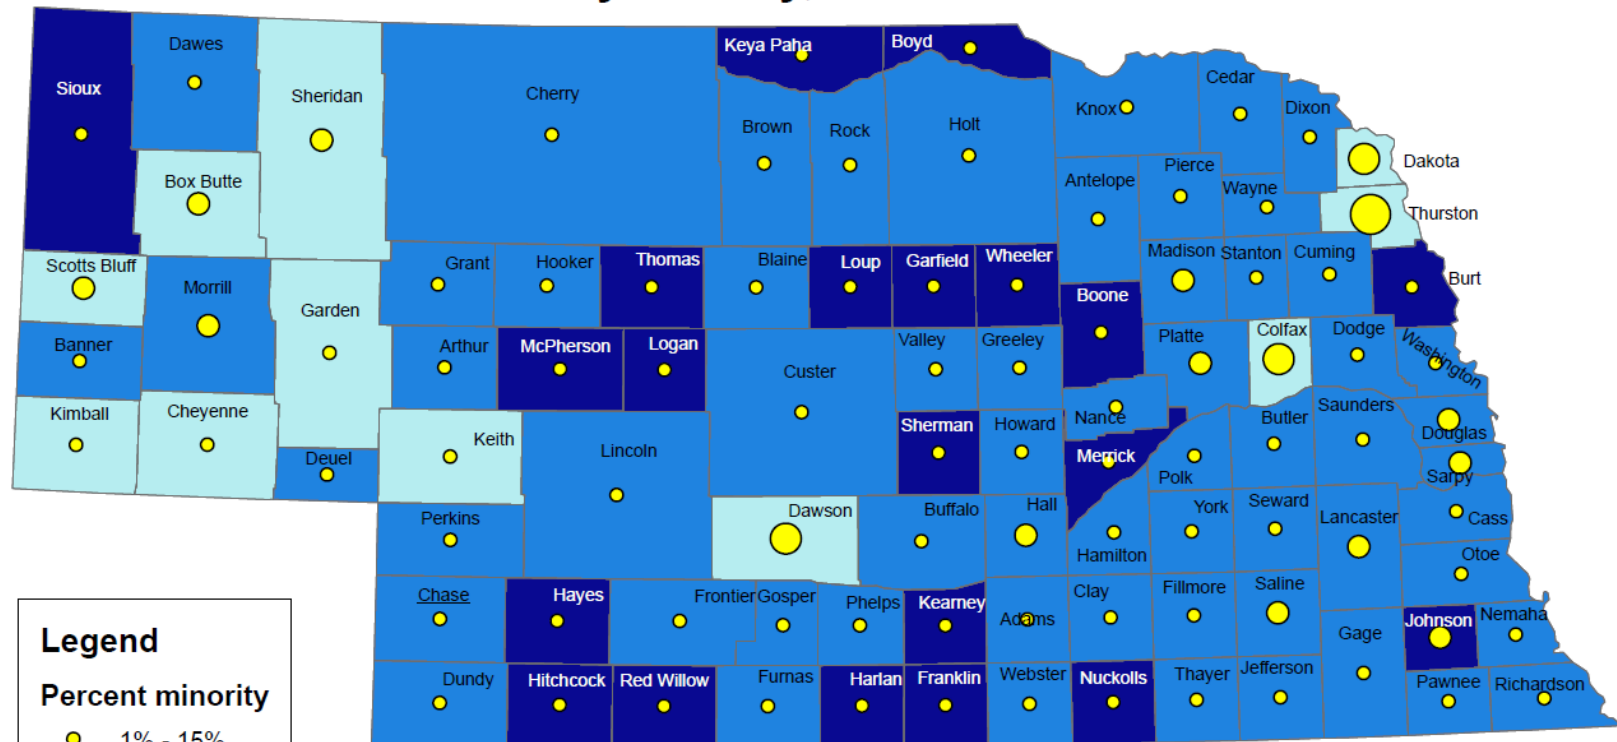 Keya Paha
Boyd
Dawes
Sioux
Sheridan
Cherry
Cedar
Knox
Dixon
Brown
Rock
Holt
Dakota
Box Butte
Antelope
Pierce
Wayne
Thurston
Scotts Bluff
Grant
Hooker
Thomas
Blaine
Loup
Garfield
Wheeler
Madison
Stanton
Cuming
Morrill
Garden
Boone
Burt
Banner
Arthur
McPherson
Logan
Custer
Valley
Greeley
Platte
Colfax
Dodge
Washington
Kimball
Cheyenne
Keith
Lincoln
Sherman
Howard
Nance
Butler
Saunders
Douglas
Deuel
Merrick
Polk
Sarpy
Perkins
Dawson
Buffalo
Hall
Hamilton
York
Seward
Lancaster
Cass
Otoe
Chase
Hayes
Frontier
Gosper
Phelps
Kearney
Adams
Clay
Fillmore
Saline
Gage
Johnson
Nemaha
Dundy
Hitchcock
Red Willow
Furnas
Harlan
Franklin
Webster
Nuckolls
Thayer
Jefferson
Pawnee
Richardson
Legend
Percent minority
1% - 15%